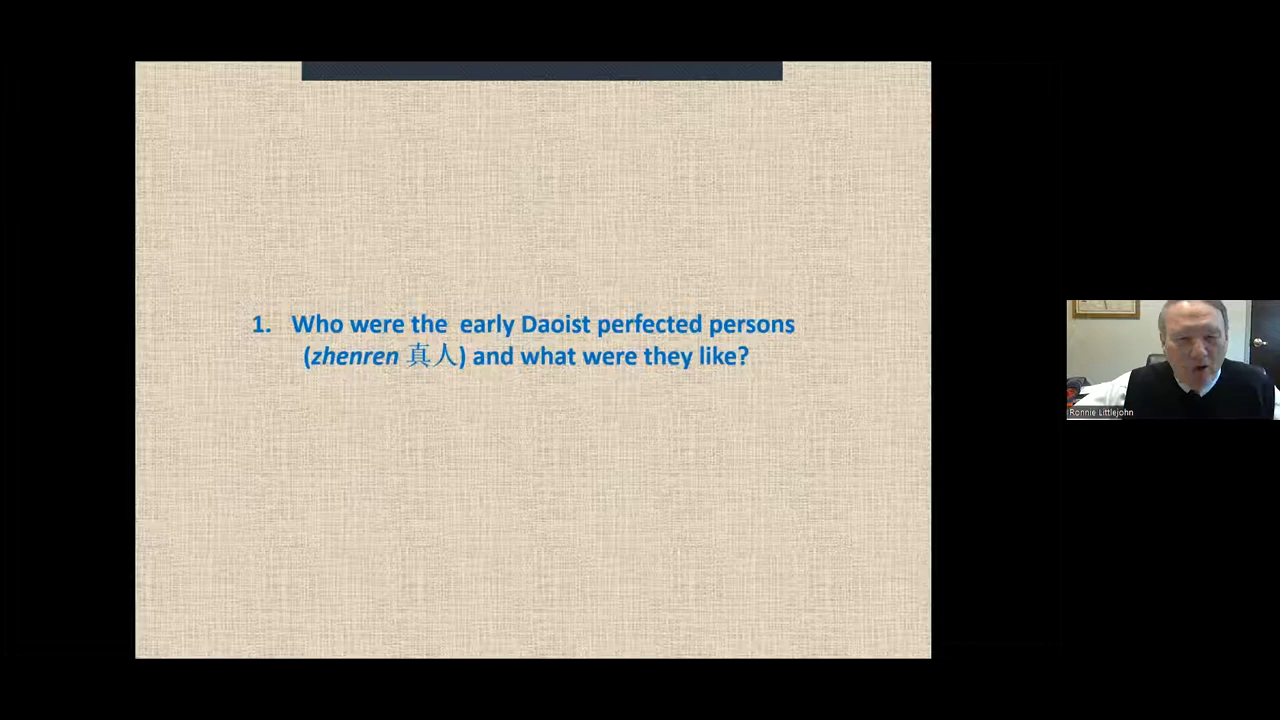 1. Who were the early Daoist perfected persons
(zhenren 真人) and what were they like?
Ronnie Littlejohn